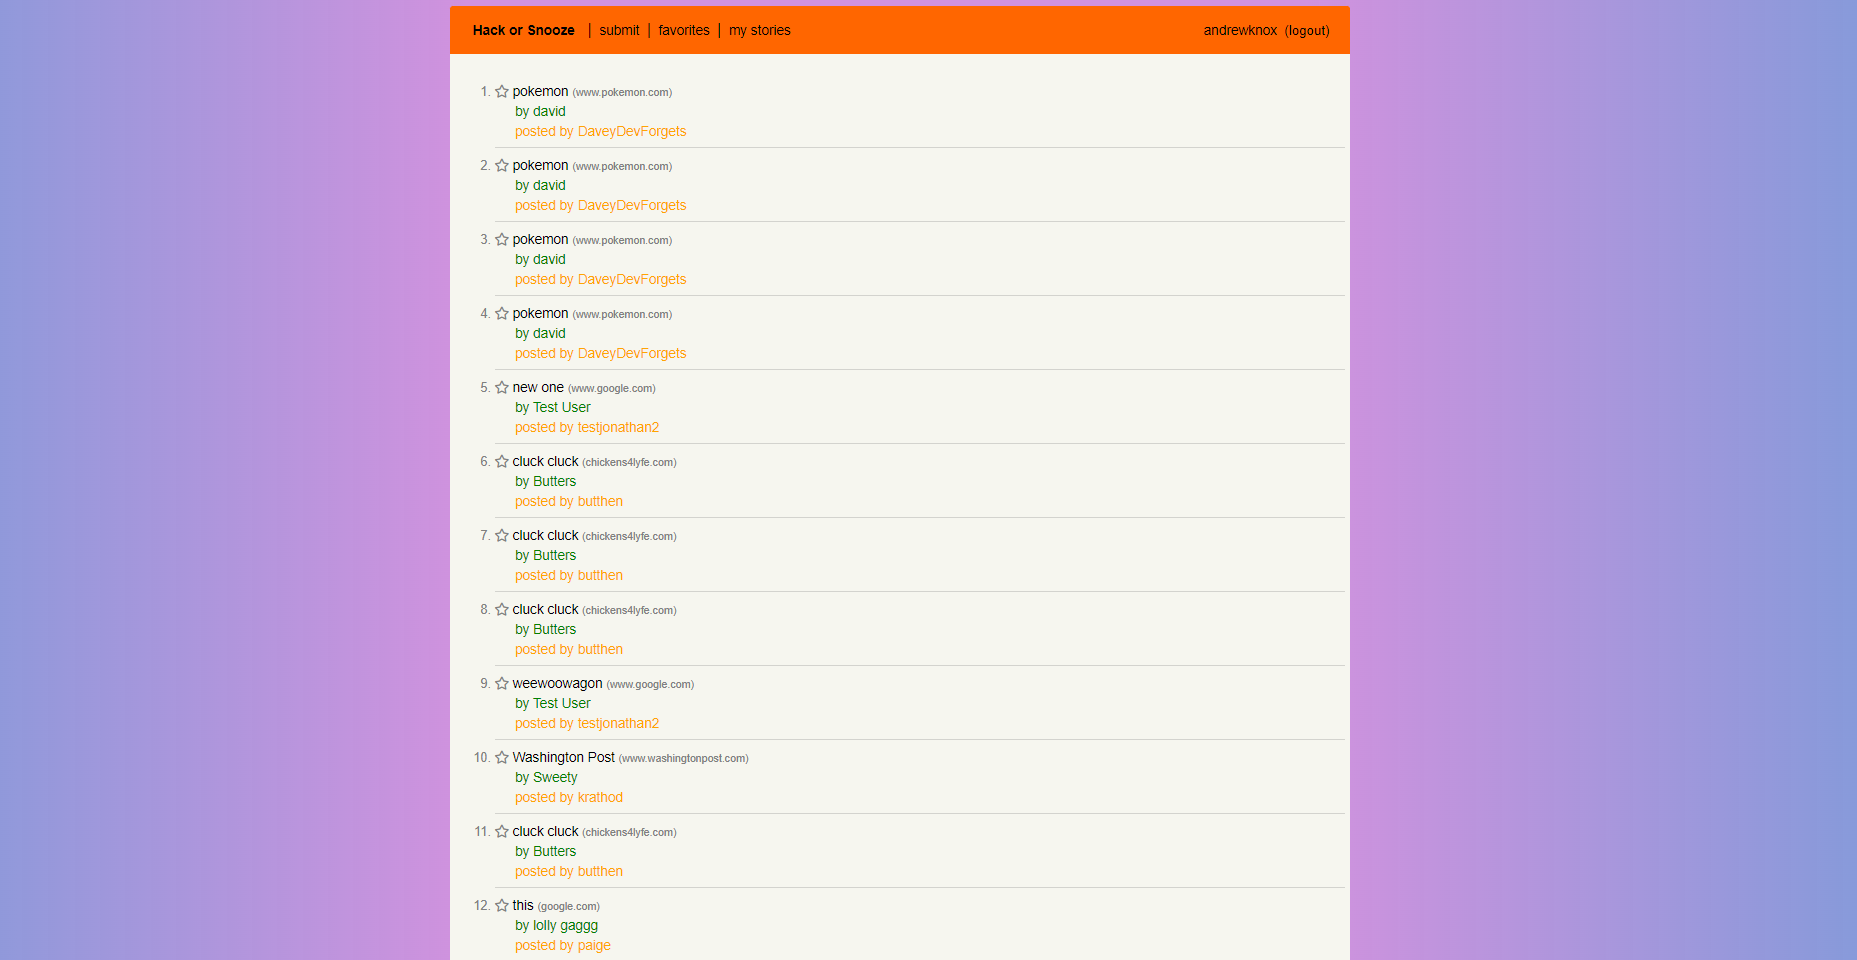 Hack or Snooze | submit | favorites | my stories andrewknox (logout)
1. pokemon (www.pokemon.com)
by david
posted by DaveyDevForgets
2. pokemon (www.pokemon.com)
by david
posted by DaveyDevForgets
3. pokemon (www.pokemon.com)
by david
posted by DaveyDevForgets
4. pokemon (www.pokemon.com)
by david
posted by DaveyDevForgets
5. new one (www.google.com)
by Test User
posted by testjonathan2
6. cluck cluck (chickens4lyfe.com)
by Butters
posted by butthen
7. cluck cluck (chickens4lyfe.com)
by Butters
posted by butthen
8. cluck cluck (chickens4lyfe.com)
by Butters
posted by butthen
9. weewoowagon (www.google.com)
by Test User
posted by testjonathan2
10. Washington Post (www.washingtonpost.com)
by Sweety
posted by krathod
11. cluck cluck (chickens4lyfe.com)
by Butters
posted by butthen
12. this (google.com)
by lolly gaggg
posted by paige